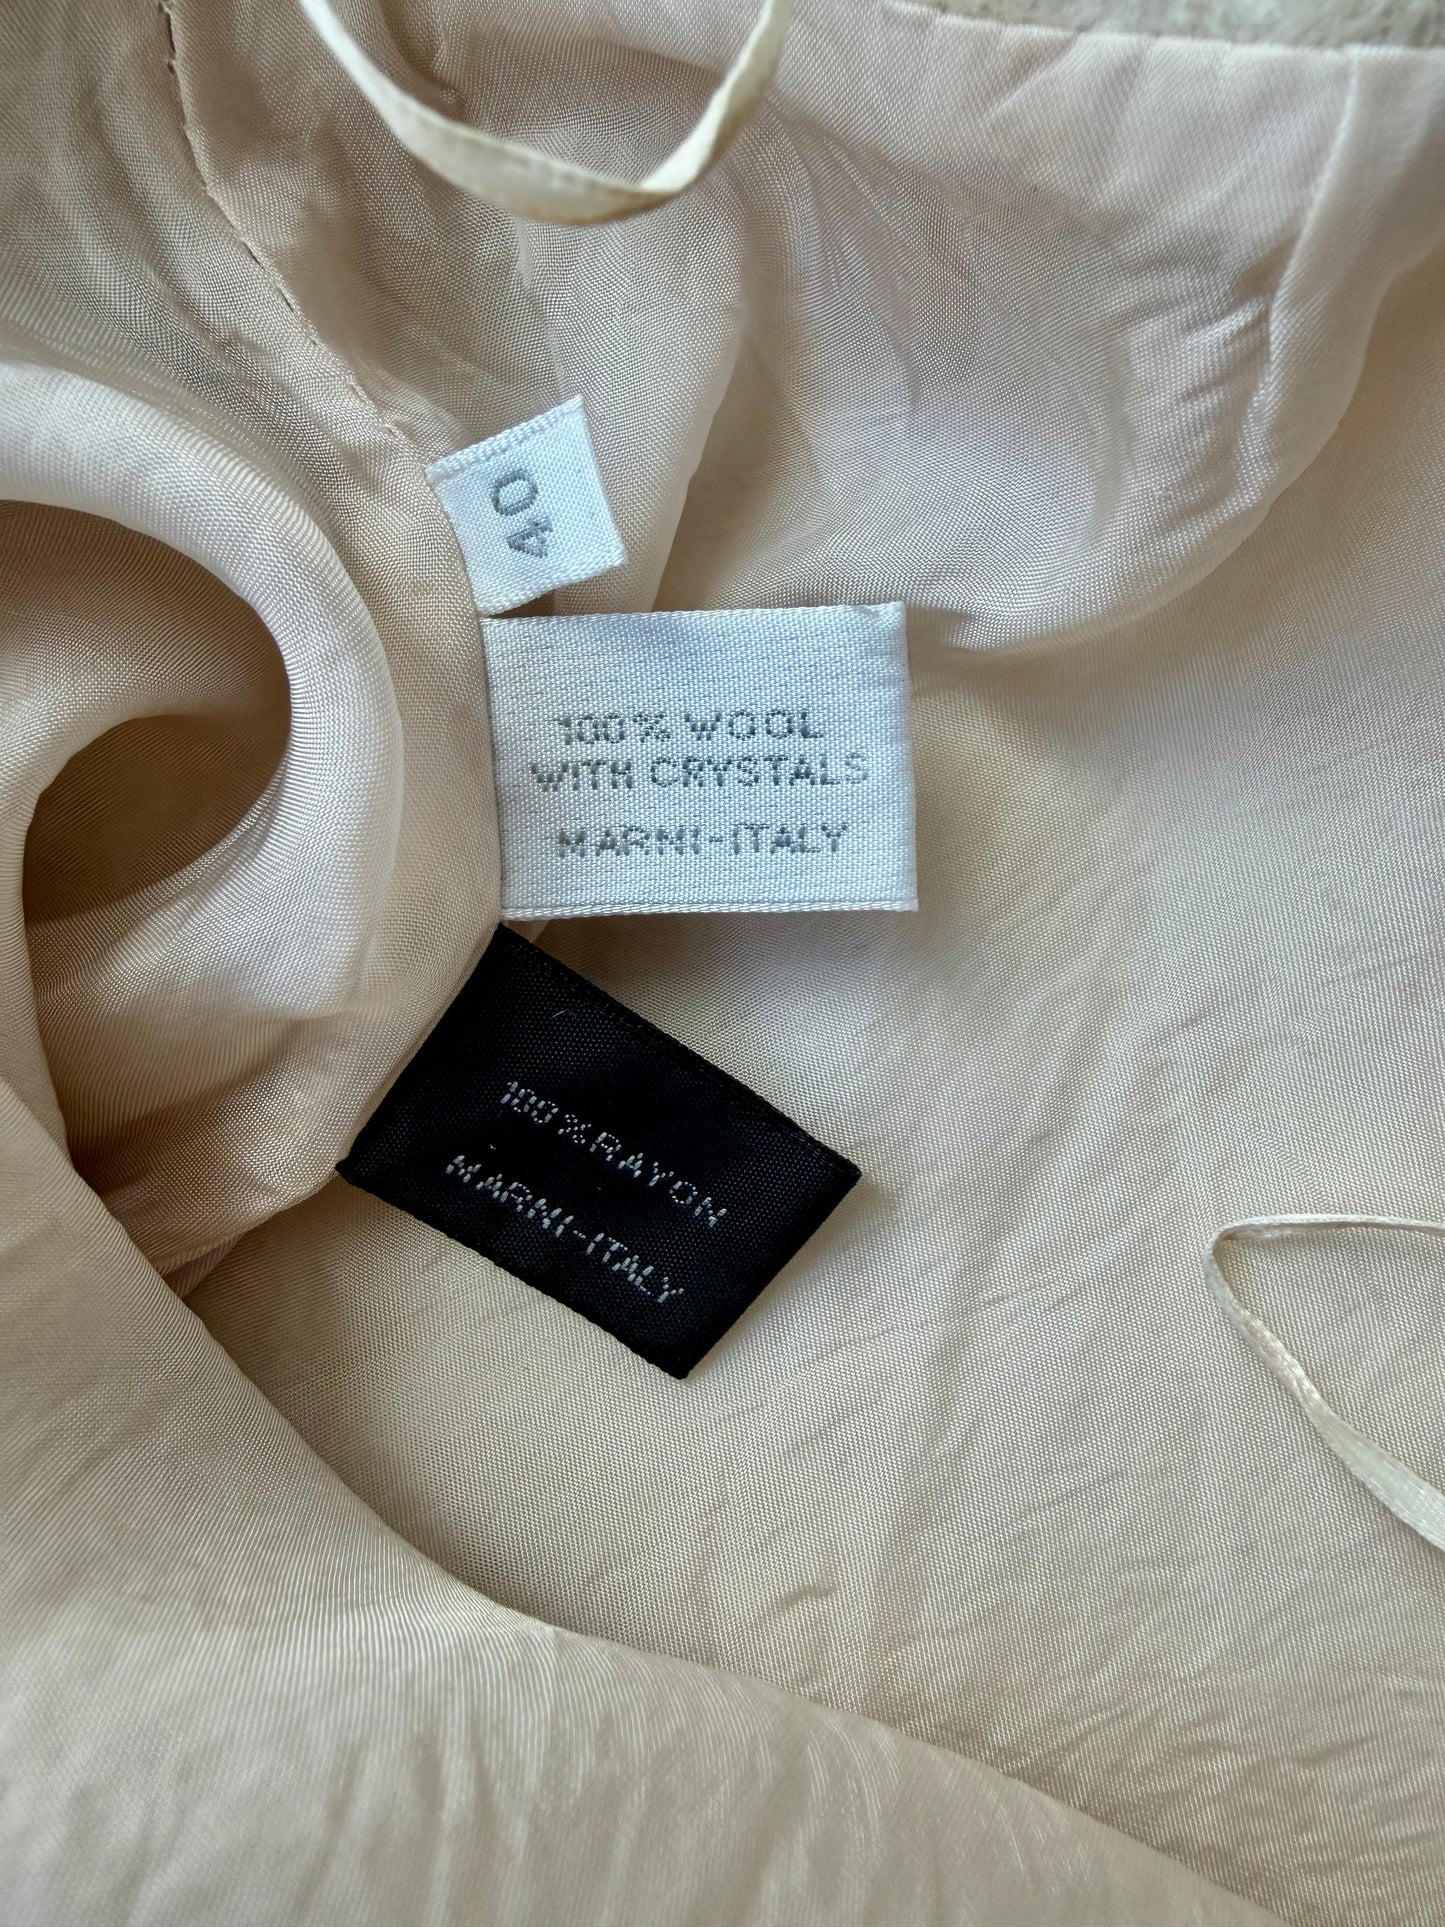 40
100% WOOL
WITH CRYSTALS
MARNI-ITALY
100% RAYON
MARNI-ITALY